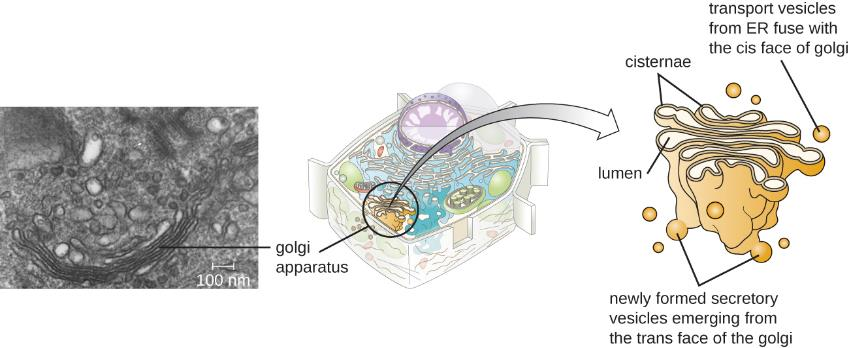 transport vesicles
from ER fuse with
the cis face of golgi
cisternae
lumen
golgi
apparatus
100 nm
newly formed secretory
vesicles emerging from
the trans face of the golgi